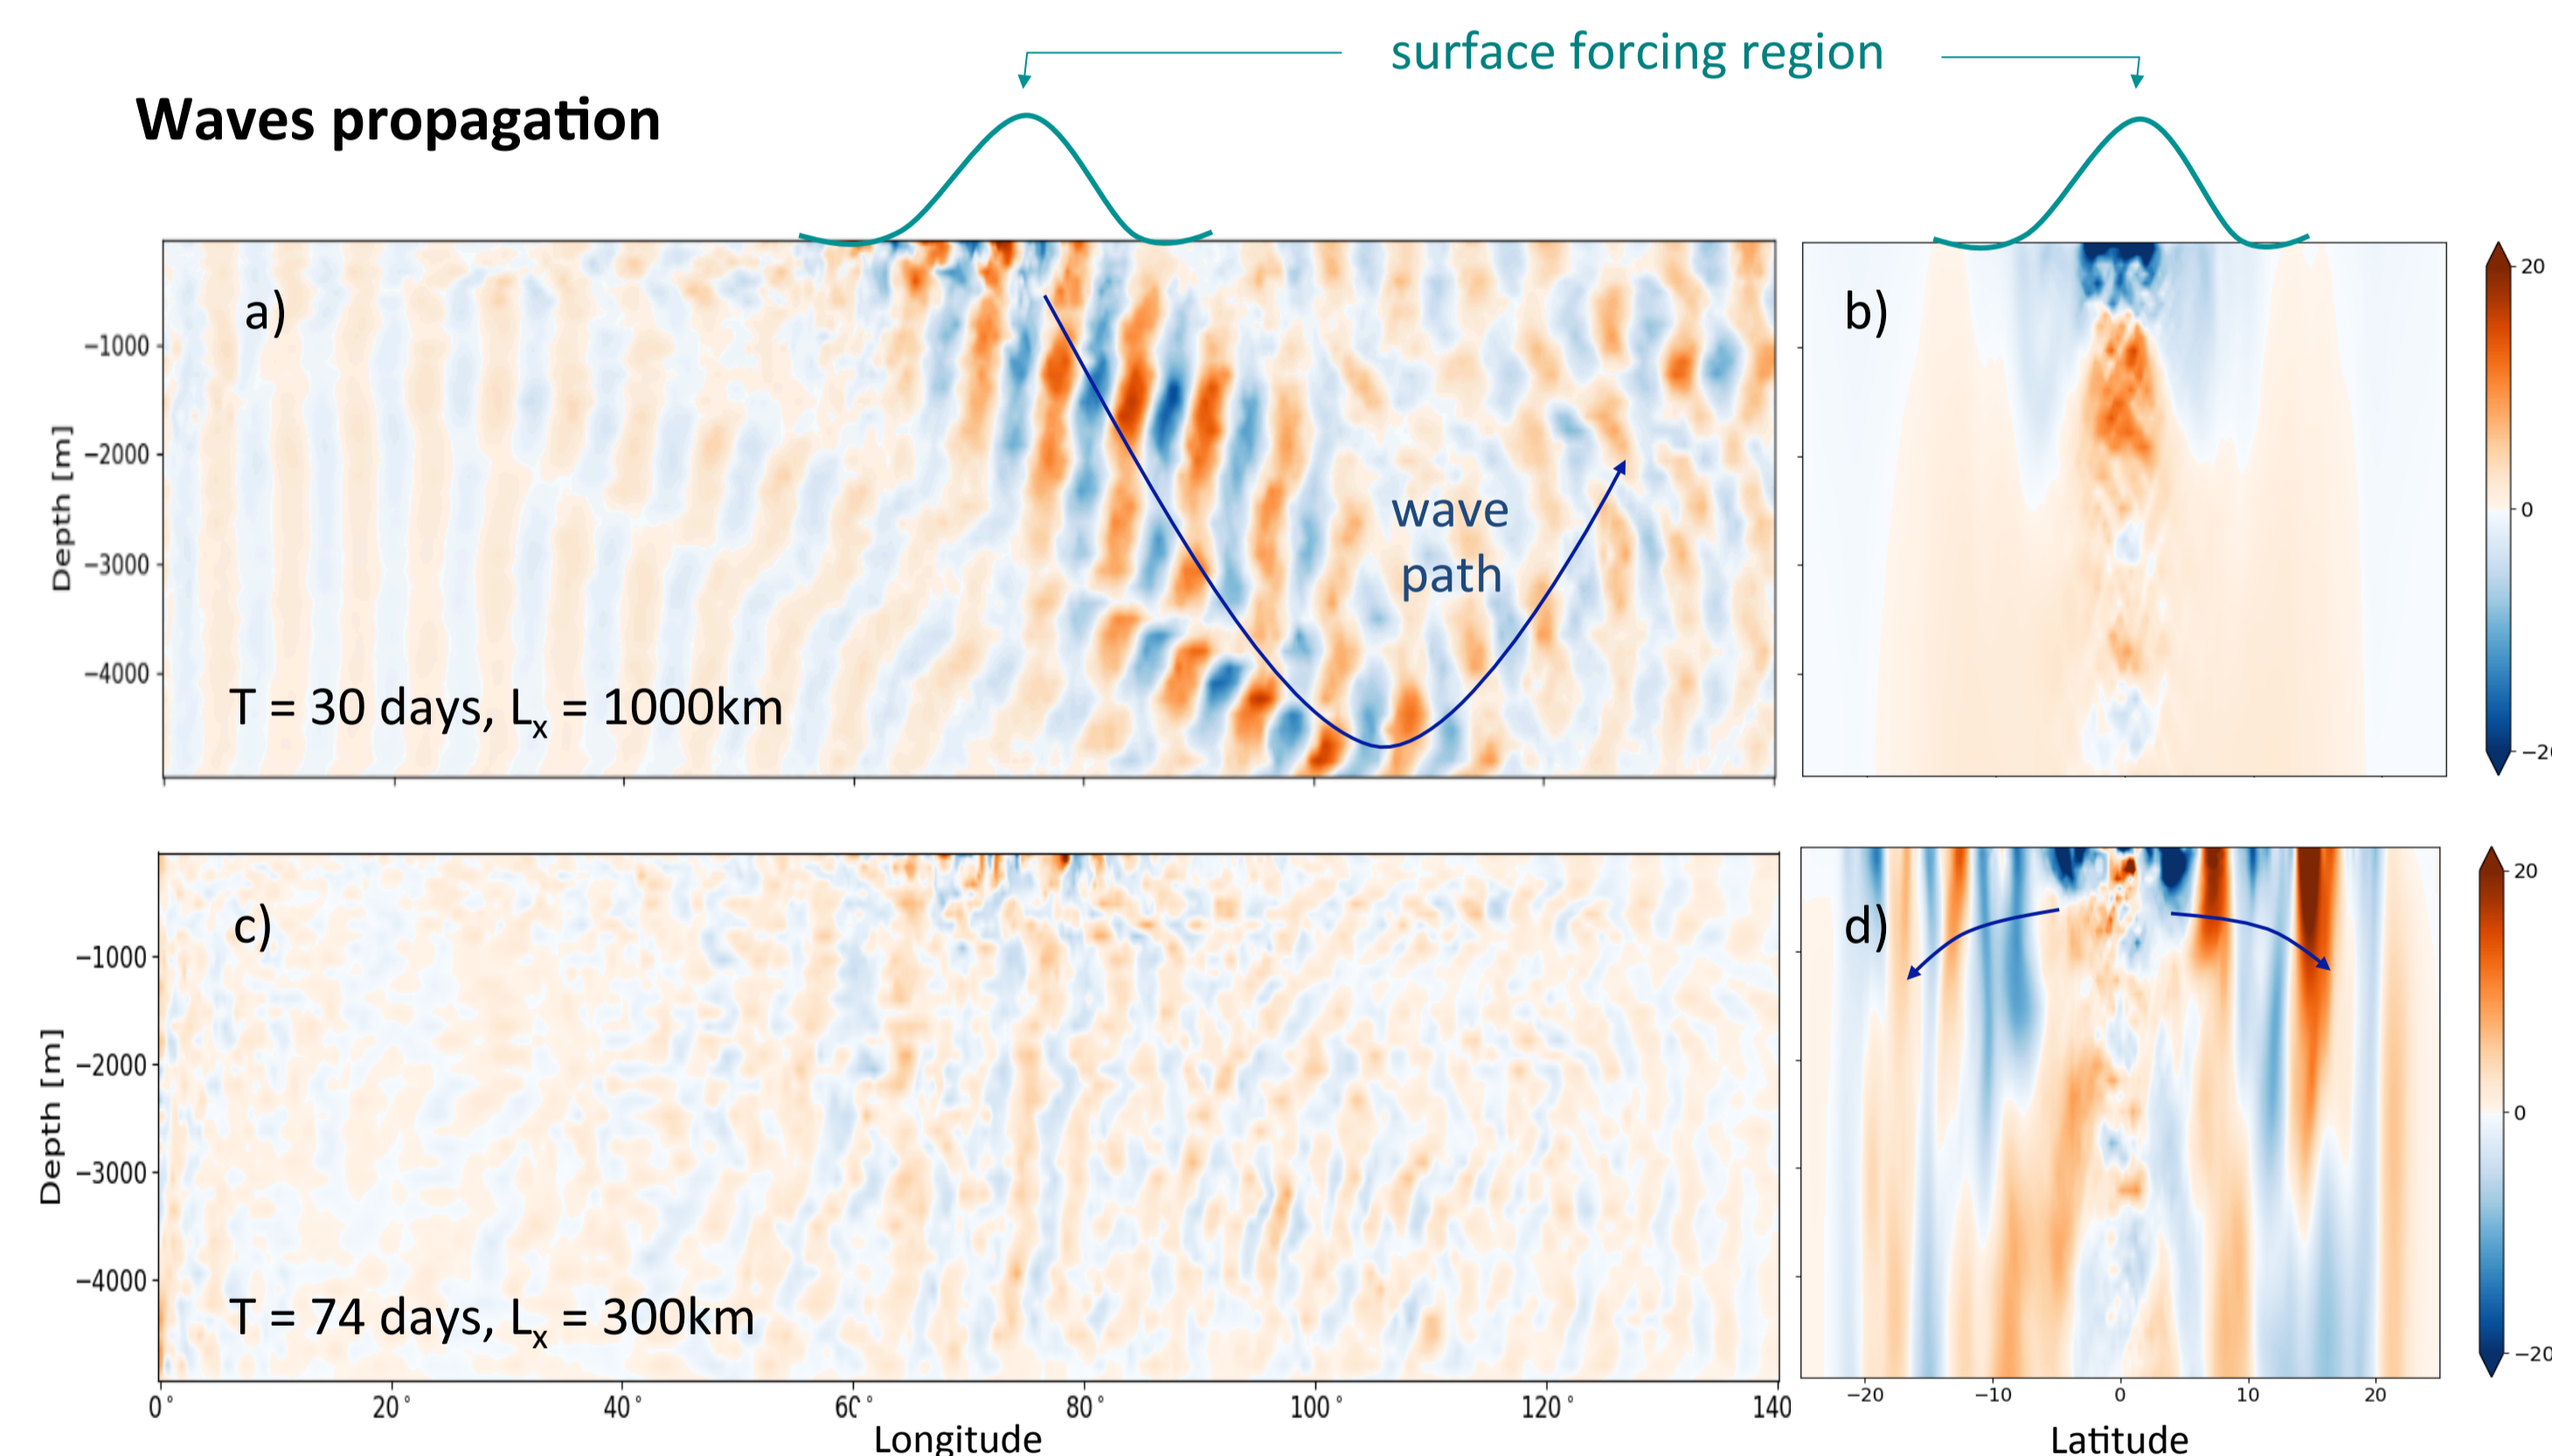 surface forcing region
Waves propagation
a)
b)
20
0
−20
−1000
−2000
−3000
−4000
Depth [m]
wave
path
T = 30 days, Lx = 1000km
c)
d)
20
0
−20
−1000
−2000
−3000
−4000
Depth [m]
T = 74 days, Lx = 300km
0° 20° 40° 60° 80° 100° 120° 140
Longitude
−20 −10 0 10 20
Latitude